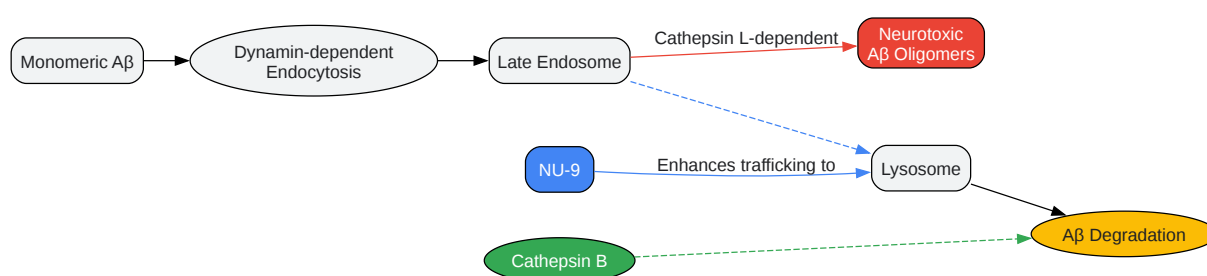 Monomeric Aβ
Dynamin-dependent
Endocytosis
Late Endosome
Cathepsin L-dependent
Neurotoxic
Aβ Oligomers
NU-9
Enhances trafficking to
Lysosome
Cathepsin B
Aβ Degradation